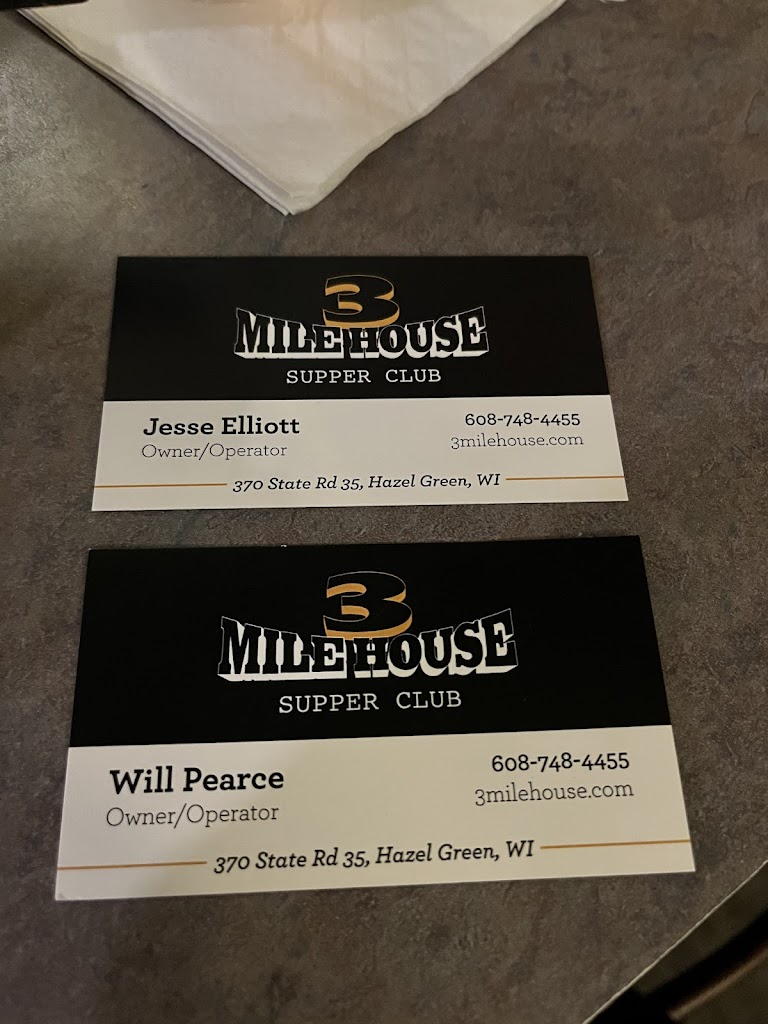 3
MILE HOUSE
SUPPER CLUB
Jesse Elliott
Owner/Operator
608-748-4455
3milehouse.com
370 State Rd 35, Hazel Green, WI
3
MILE HOUSE
SUPPER CLUB
Will Pearce
Owner/Operator
608-748-4455
3milehouse.com
370 State Rd 35, Hazel Green, WI